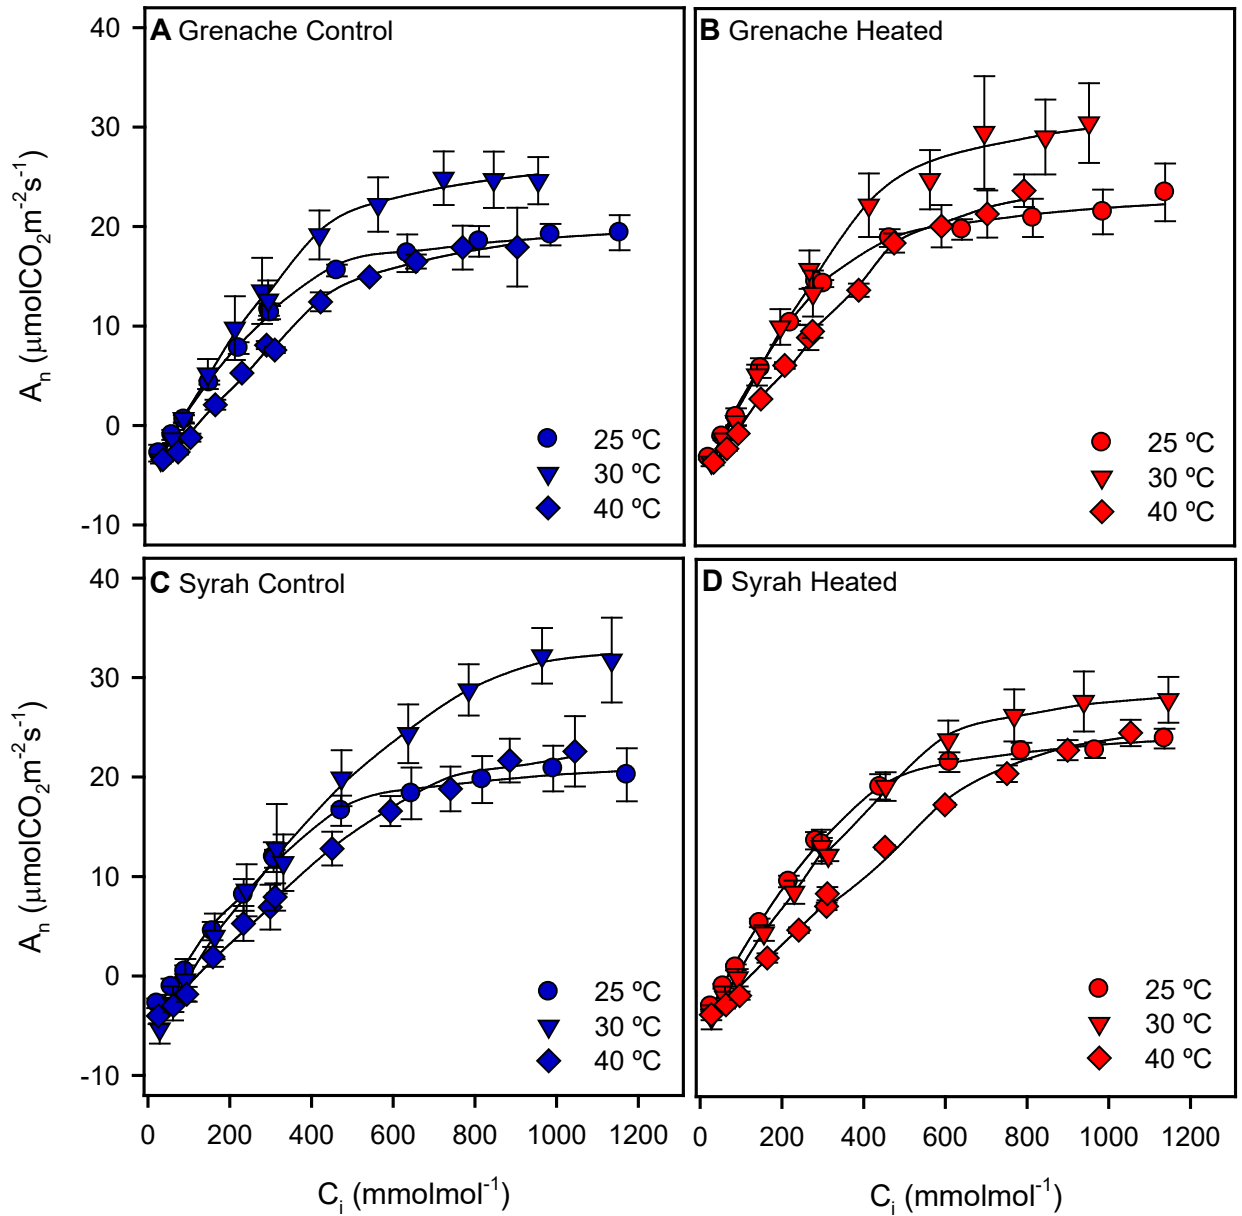 A Grenache Control
B Grenache Heated
40
30
20
10
0
-10
Aₙ (μmolCO₂m⁻²s⁻¹)
25 ºC
30 ºC
40 ºC
25 ºC
30 ºC
40 ºC
C Syrah Control
D Syrah Heated
40
30
20
10
0
-10
Aₙ (μmolCO₂m⁻²s⁻¹)
25 ºC
30 ºC
40 ºC
25 ºC
30 ºC
40 ºC
0 200 400 600 800 1000 1200
0 200 400 600 800 1000 1200
Cᵢ (mmolmol⁻¹)
Cᵢ (mmolmol⁻¹)